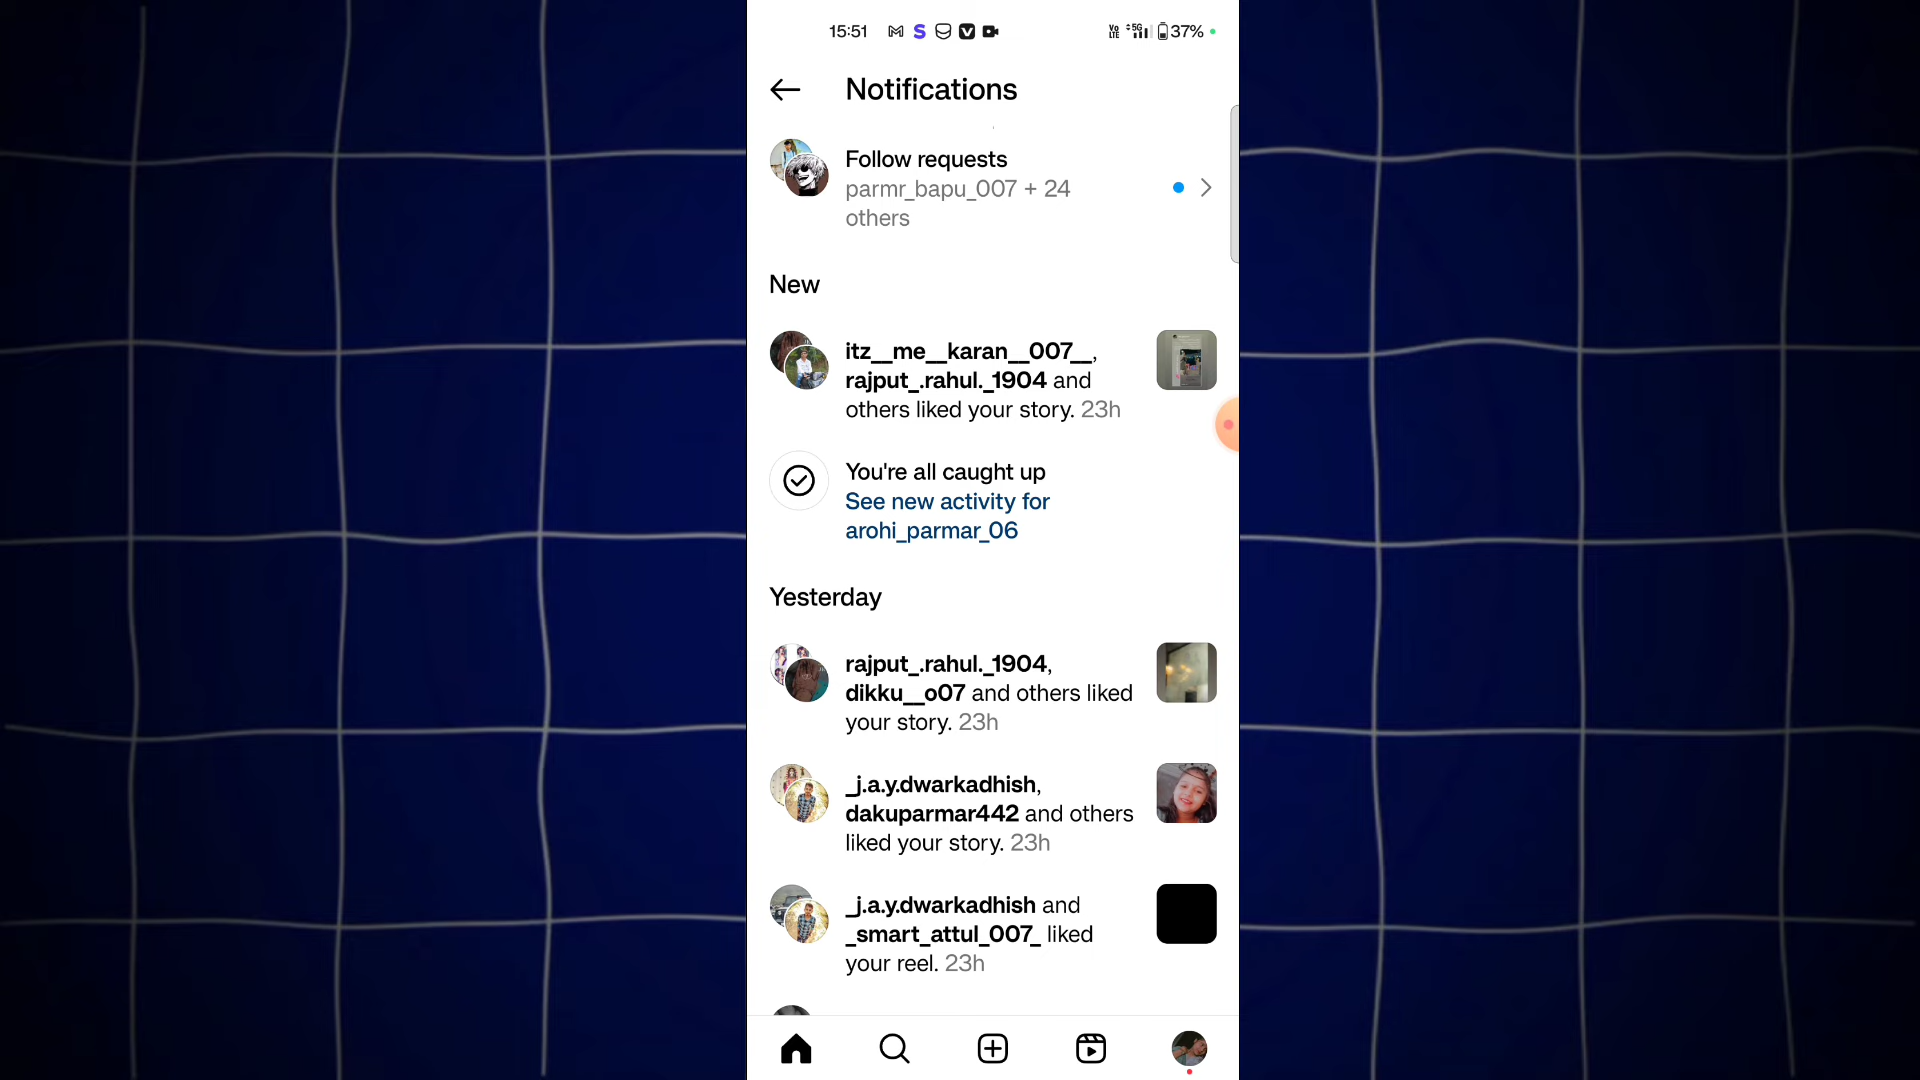 15:51
Vo LTE 5G 37%
Notifications
Follow requests
parmr_bapu_007 + 24
others
New
itz__me__karan__007__,
rajput_.rahul._1904 and
others liked your story. 23h
You're all caught up
See new activity for
arohi_parmar_06
Yesterday
rajput_.rahul._1904,
dikku__o07 and others liked
your story. 23h
_j.a.y.dwarkadhish,
dakuparmar442 and others
liked your story. 23h
_j.a.y.dwarkadhish and
_smart_attul_007_ liked
your reel. 23h